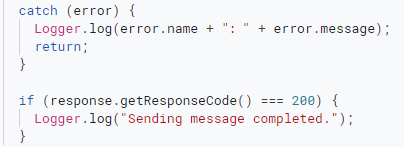 catch (error) {
Logger.log(error.name + ": " + error.message);
return;
}
if (response.getResponseCode() === 200) {
Logger.log("Sending message completed.");
}